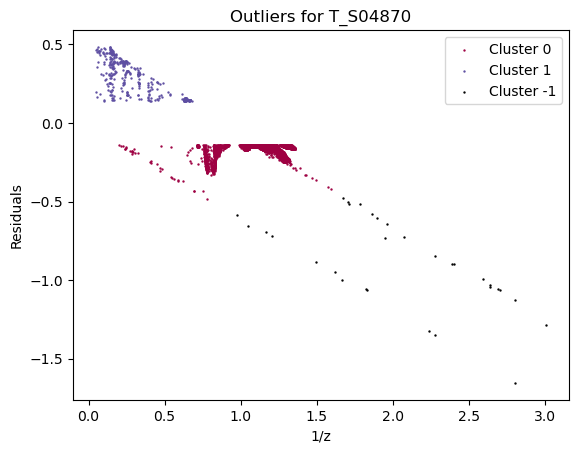 Outliers for T_S04870
Cluster 0
Cluster 1
Cluster -1
Residuals
0.5
0.0
−0.5
−1.0
−1.5
0.0 0.5 1.0 1.5 2.0 2.5 3.0
1/z